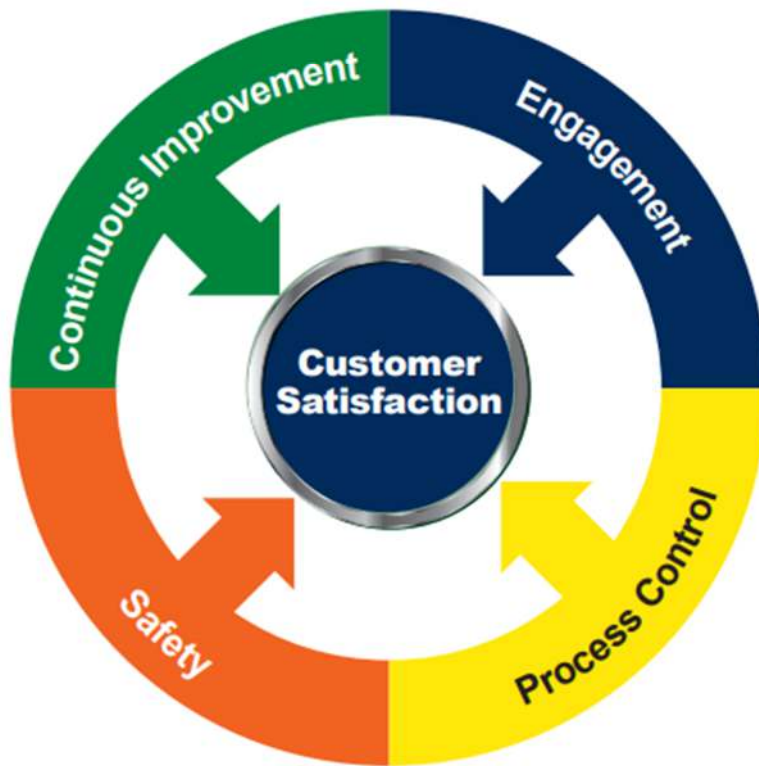 Continuous Improvement
Engagement
Customer
Satisfaction
Safety
Process Control